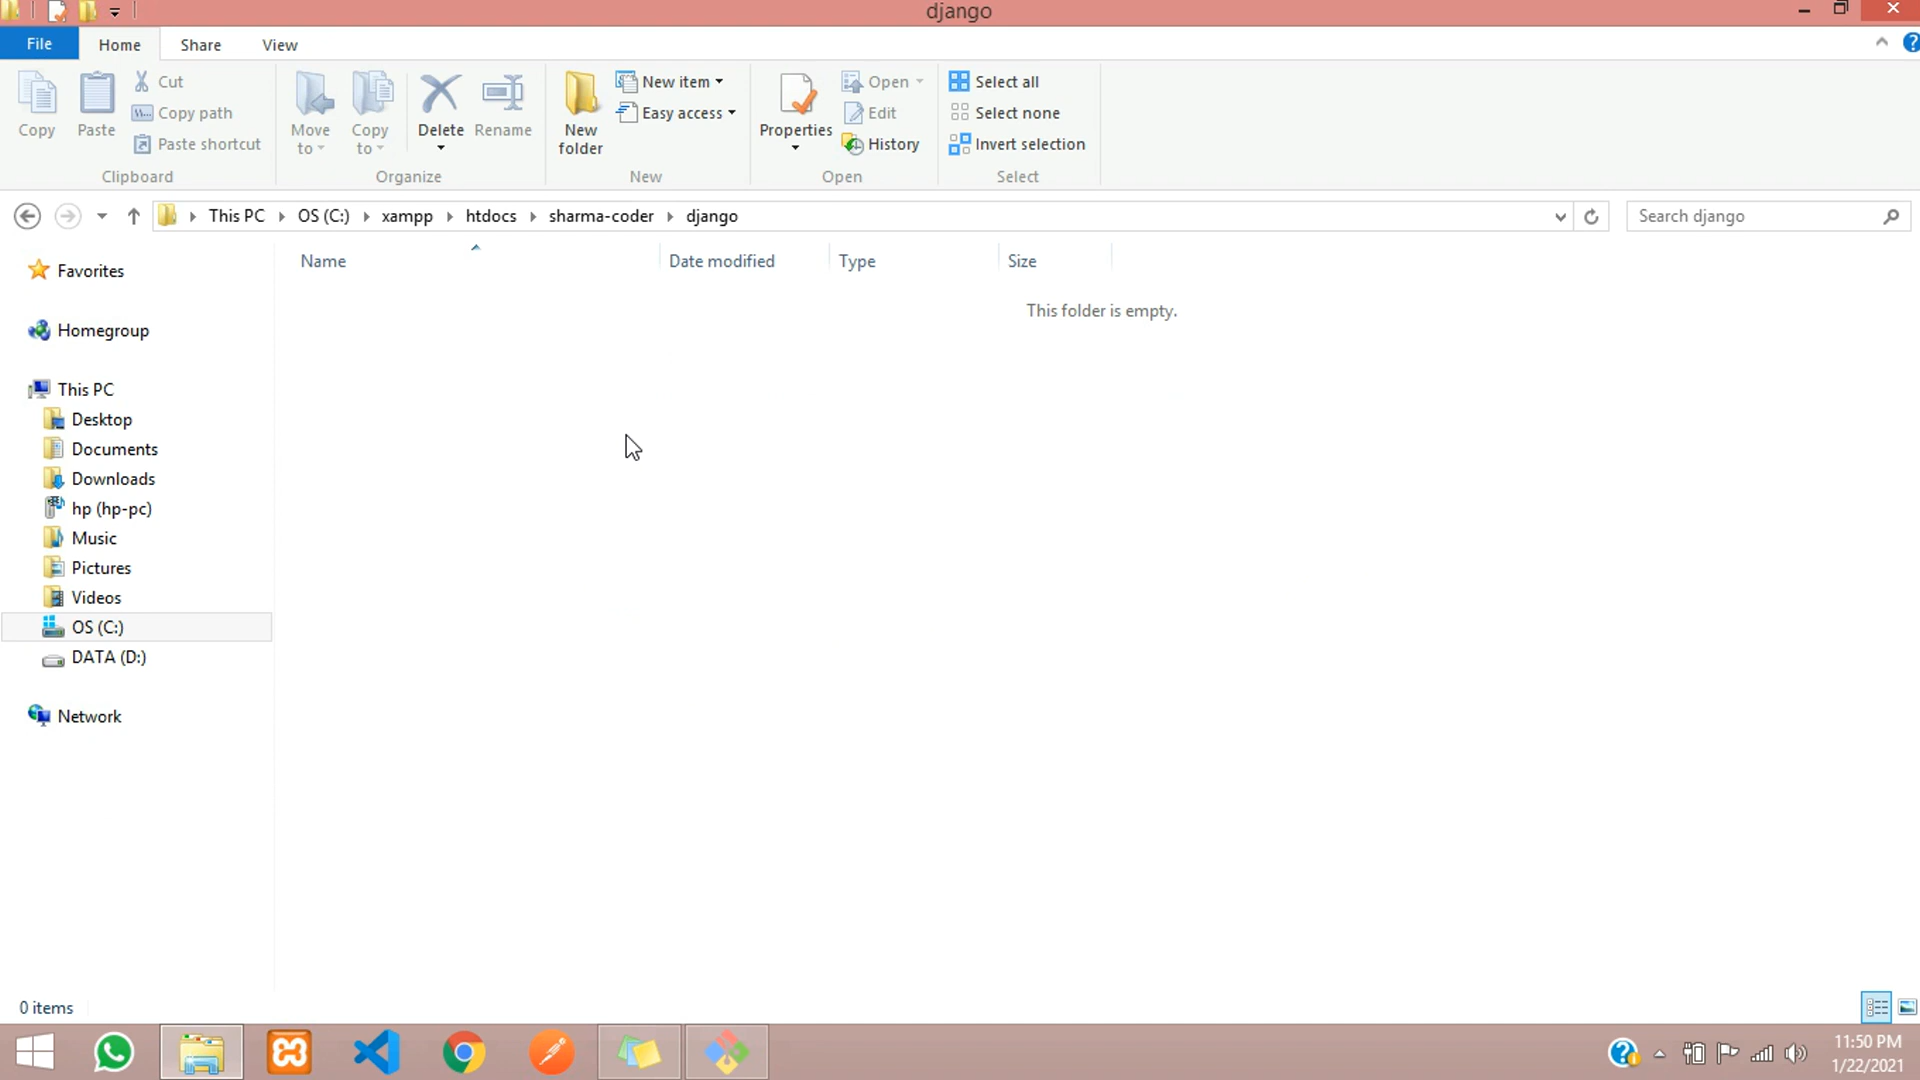 django
File Home Share View
Copy
Paste
Cut
Copy path
Paste shortcut
Clipboard
Move to
Copy to
Delete
Rename
Organize
New folder
New item
Easy access
New
Properties
Open
Edit
History
Open
Select all
Select none
Invert selection
Select
This PC OS (C:) xampp htdocs sharma-coder django
Search django
Name Date modified Type Size
This folder is empty.
Favorites
Homegroup
This PC
Desktop
Documents
Downloads
hp (hp-pc)
Music
Pictures
Videos
OS (C:)
DATA (D:)
Network
0 items
11:50 PM
1/22/2021